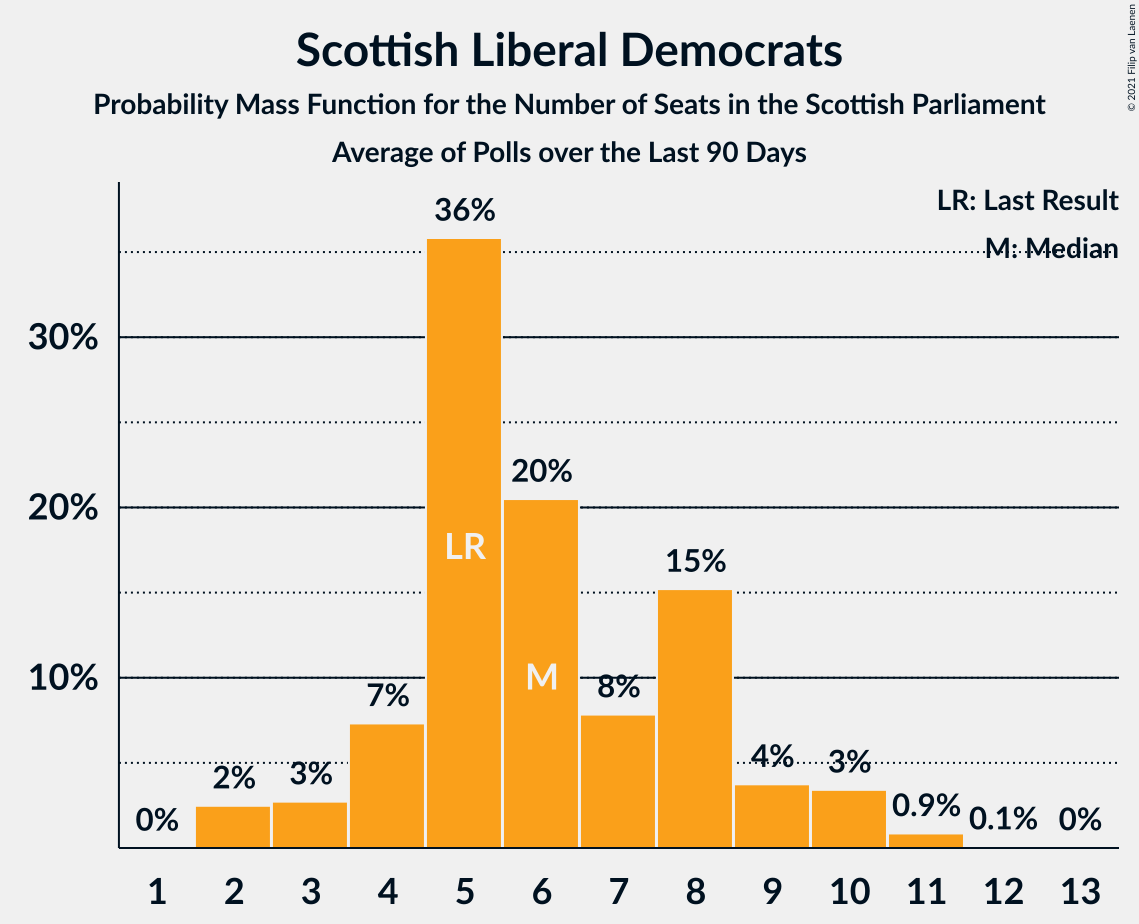 Scottish Liberal Democrats
Probability Mass Function for the Number of Seats in the Scottish Parliament
Average of Polls over the Last 90 Days
© 2021 Filip van Laenen
LR: Last Result
M: Median
36%
30%
20%
20%
LR
15%
10%
M
8%
7%
2%
3%
4%
3%
0%
0.9%
0.1%
0%
1 2 3 4 5 6 7 8 9 10 11 12 13